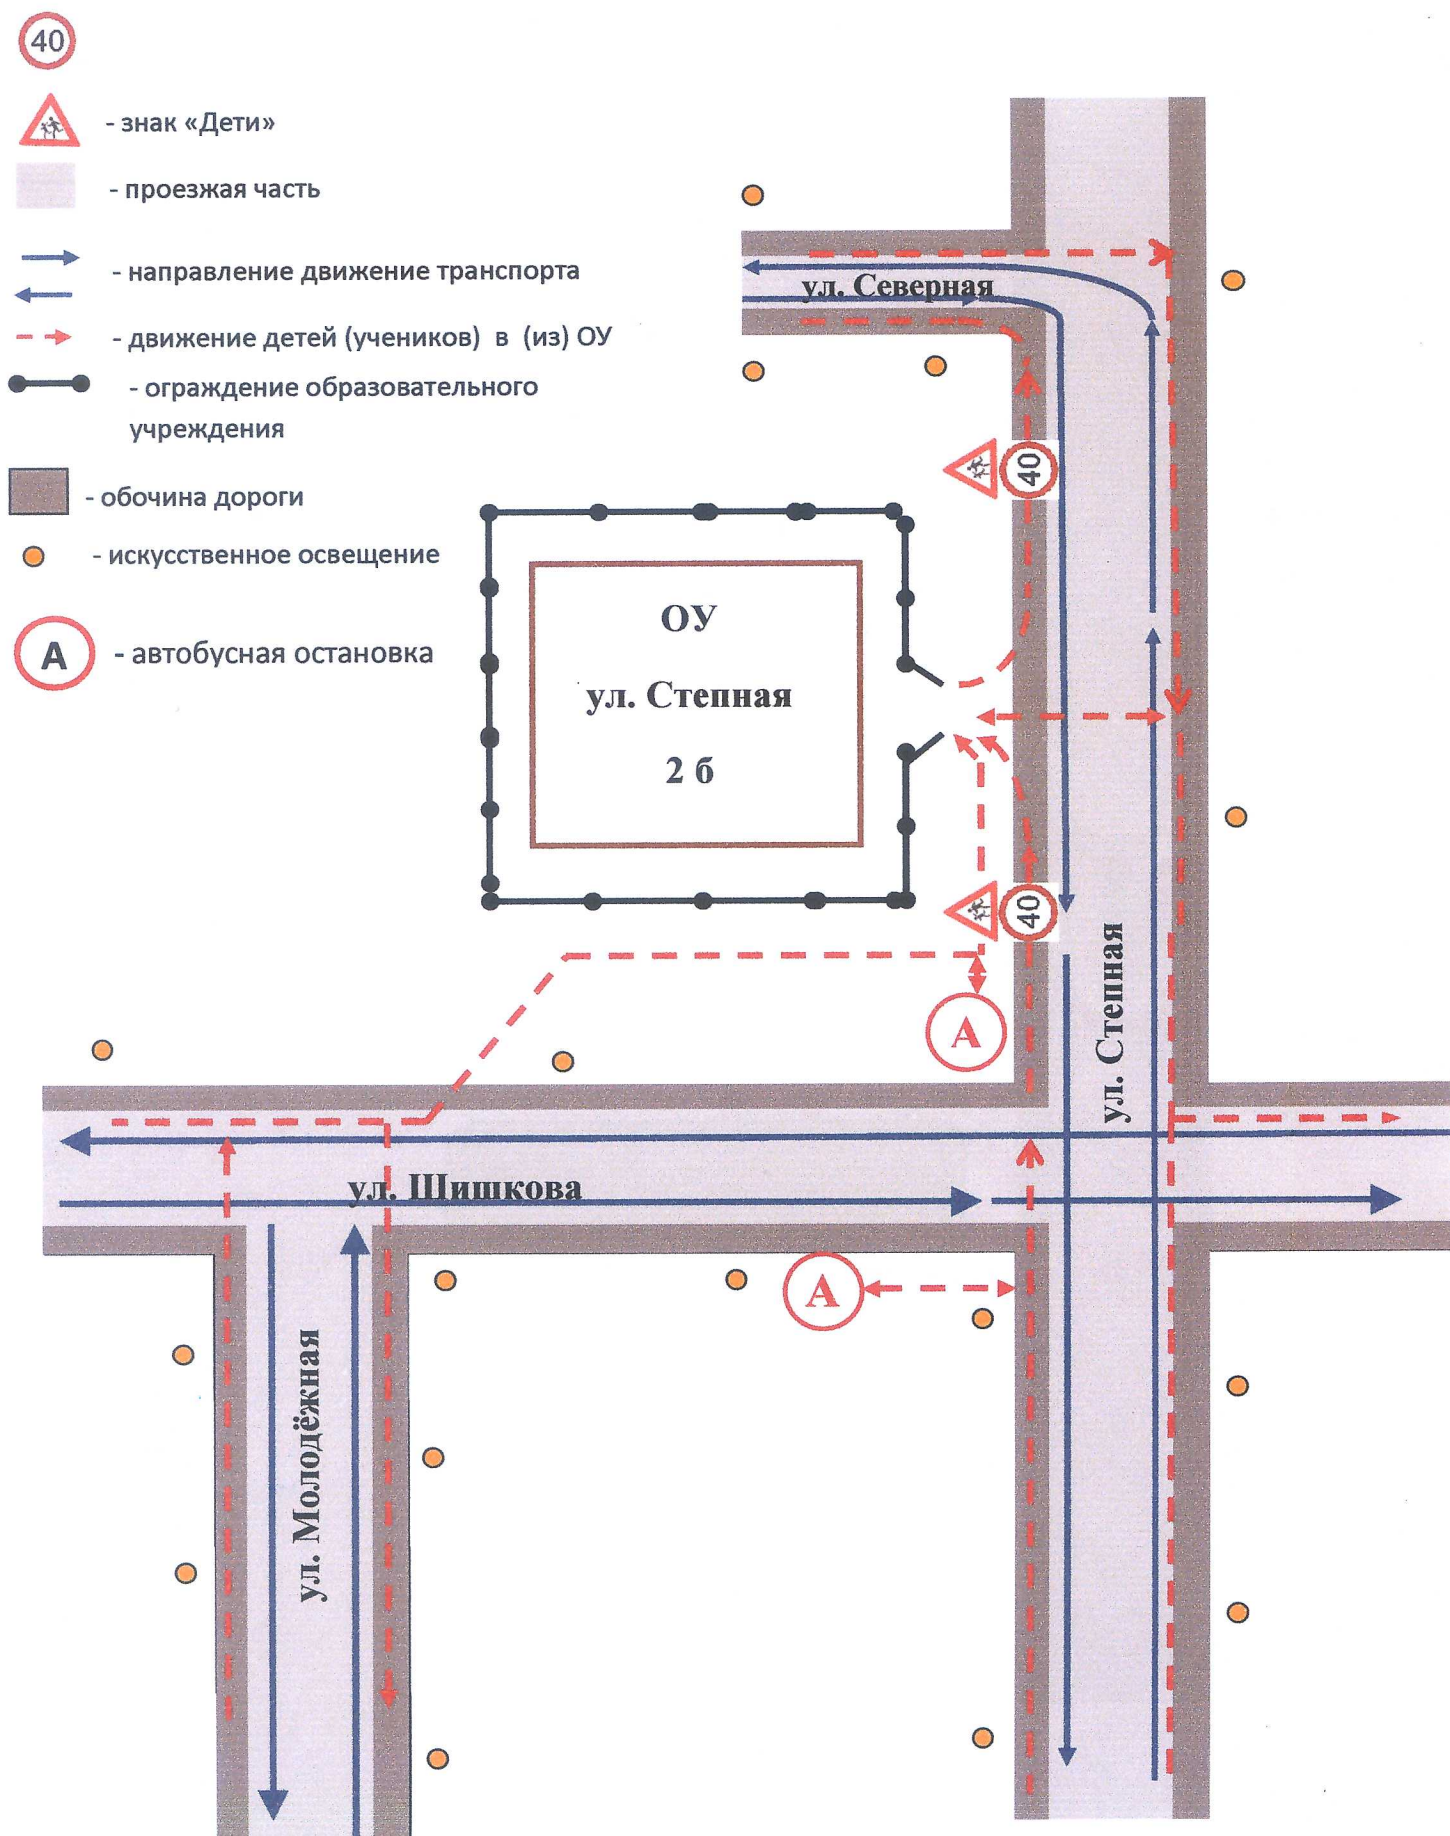 40
- знак «Дети»
- проезжая часть
- направление движение транспорта
- движение детей (учеников) в (из) ОУ
- ограждение образовательного
учреждения
- обочина дороги
- искусственное освещение
А
- автобусная остановка
ул. Северная
40
ОУ
ул. Степная
2 б
40
А
ул. Степная
ул. Шишкова
А
ул. Молодёжная